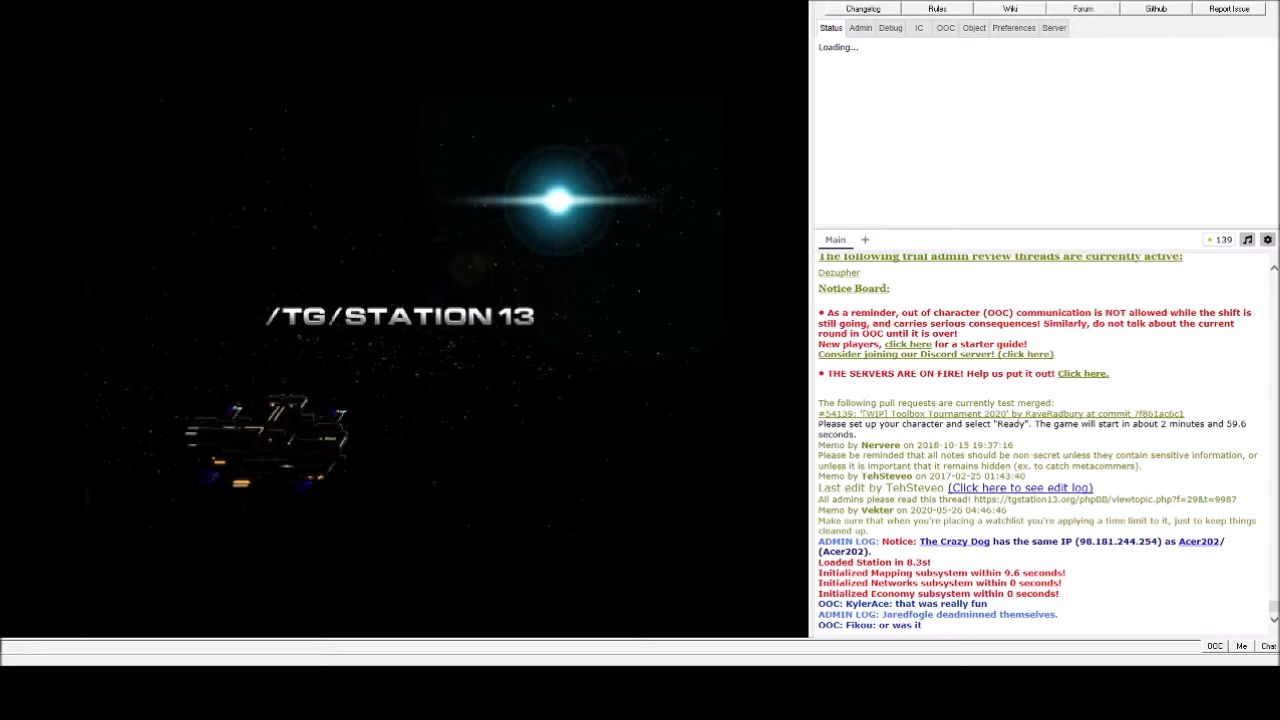 Changelog Rules Wiki Forum Github Report Issue
Status Admin Debug IC OOC Object Preferences Server
Loading...
/TG/STATION 13
Main + 139
The following trial admin review threads are currently active:
Dezupher
Notice Board:
• As a reminder, out of character (OOC) communication is NOT allowed while the shift is
still going, and carries serious consequences! Similarly, do not talk about the current
round in OOC until it is over!
New players, click here for a starter guide!
Consider joining our Discord server! (click here)
• THE SERVERS ARE ON FIRE! Help us put it out! Click here.
The following pull requests are currently test merged:
#54139: '[WIP] Toolbox Tournament 2020' by RaveRadbury at commit 7f861ac6c1
Please set up your character and select "Ready". The game will start in about 2 minutes and 59.6
seconds.
Memo by Nervere on 2018-10-15 19:37:16
Please be reminded that all notes should be non-secret unless they contain sensitive information, or
unless it is important that it remains hidden (ex. to catch metacommers).
Memo by TehSteveo on 2017-02-25 01:43:40
Last edit by TehSteveo (Click here to see edit log)
All admins please read this thread! https://tgstation13.org/phpBB/viewtopic.php?f=29&t=9987
Memo by Vekter on 2020-05-26 04:46:46
Make sure that when you're placing a watchlist you're applying a time limit to it, just to keep things
cleaned up.
ADMIN LOG: Notice: The Crazy Dog has the same IP (98.181.244.254) as Acer202/
(Acer202).
Loaded Station in 8.3s!
Initialized Mapping subsystem within 9.6 seconds!
Initialized Networks subsystem within 0 seconds!
Initialized Economy subsystem within 0 seconds!
OOC: KylerAce: that was really fun
ADMIN LOG: Jaredfogle deadminned themselves.
OOC: Fikou: or was it
OOC Me Chat